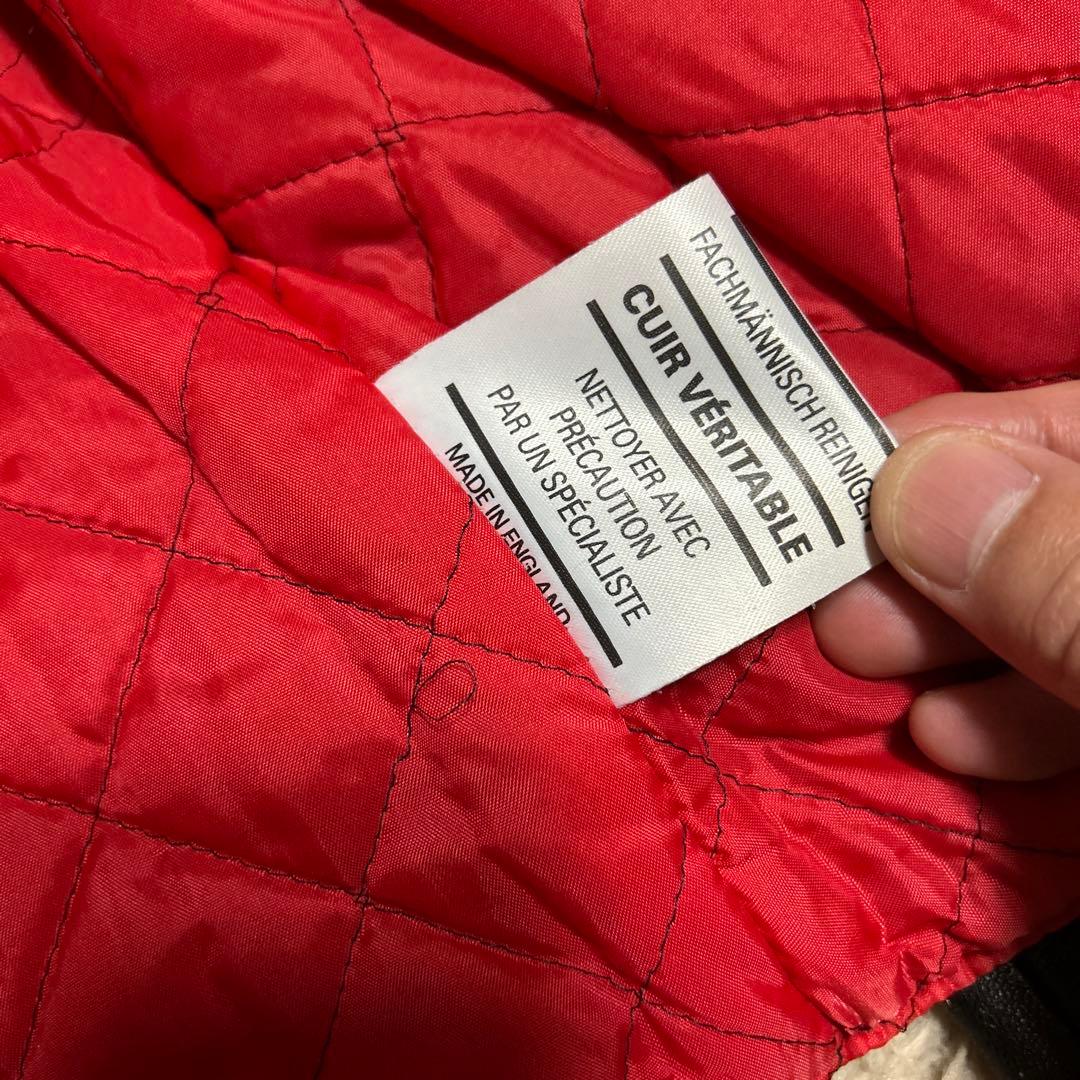 FACHMÄNNISCH REINIGEN
CUIR VÉRITABLE
NETTOYER AVEC
PRÉCAUTION
PAR UN SPÉCIALISTE
MADE IN ENGLAND